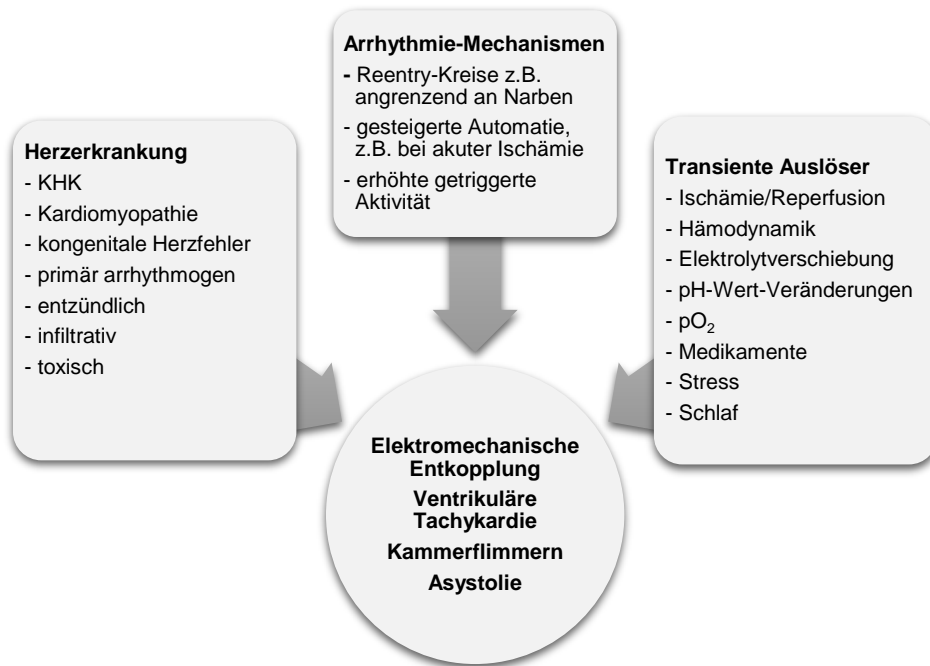 Herzerkrankung
- KHK
- Kardiomyopathie
- kongenitale Herzfehler
- primär arrhythmogen
- entzündlich
- infiltrativ
- toxisch
Arrhythmie-Mechanismen
- Reentry-Kreise z.B.
angrenzend an Narben
- gesteigerte Automatie,
z.B. bei akuter Ischämie
- erhöhte getriggerte
Aktivität
Transiente Auslöser
- Ischämie/Reperfusion
- Hämodynamik
- Elektrolytverschiebung
- pH-Wert-Veränderungen
- pO₂
- Medikamente
- Stress
- Schlaf
Elektromechanische
Entkopplung
Ventrikuläre
Tachykardie
Kammerflimmern
Asystolie